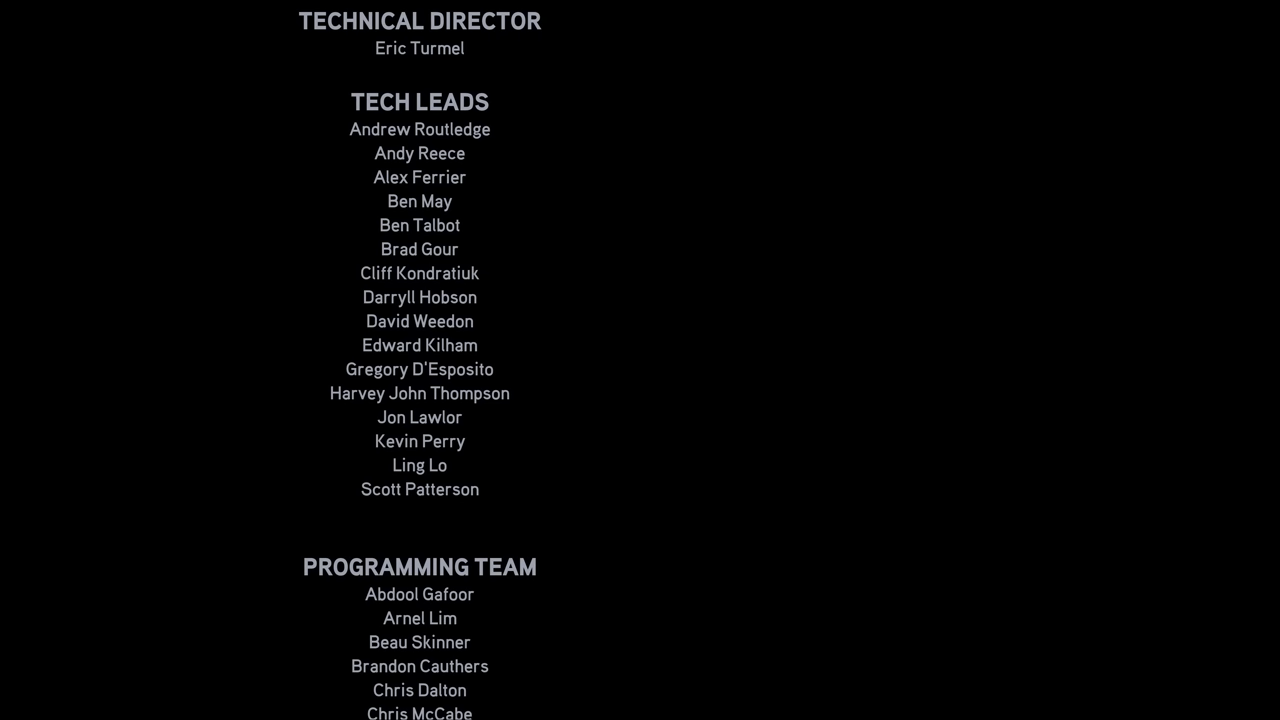 TECHNICAL DIRECTOR
Eric Turmel
TECH LEADS
Andrew Routledge
Andy Reece
Alex Ferrier
Ben May
Ben Talbot
Brad Gour
Cliff Kondratiuk
Darryll Hobson
David Weedon
Edward Kilham
Gregory D'Esposito
Harvey John Thompson
Jon Lawlor
Kevin Perry
Ling Lo
Scott Patterson
PROGRAMMING TEAM
Abdool Gafoor
Arnel Lim
Beau Skinner
Brandon Cauthers
Chris Dalton
Chris McCabe